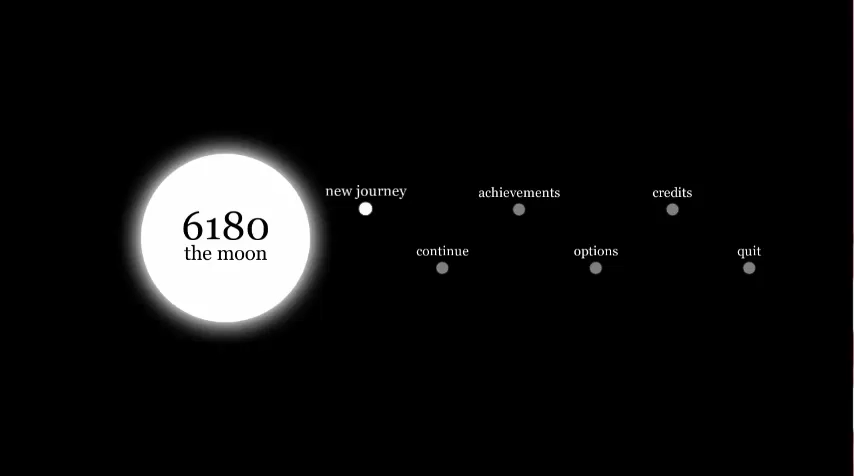 6180
the moon
new journey
achievements
credits
continue
options
quit